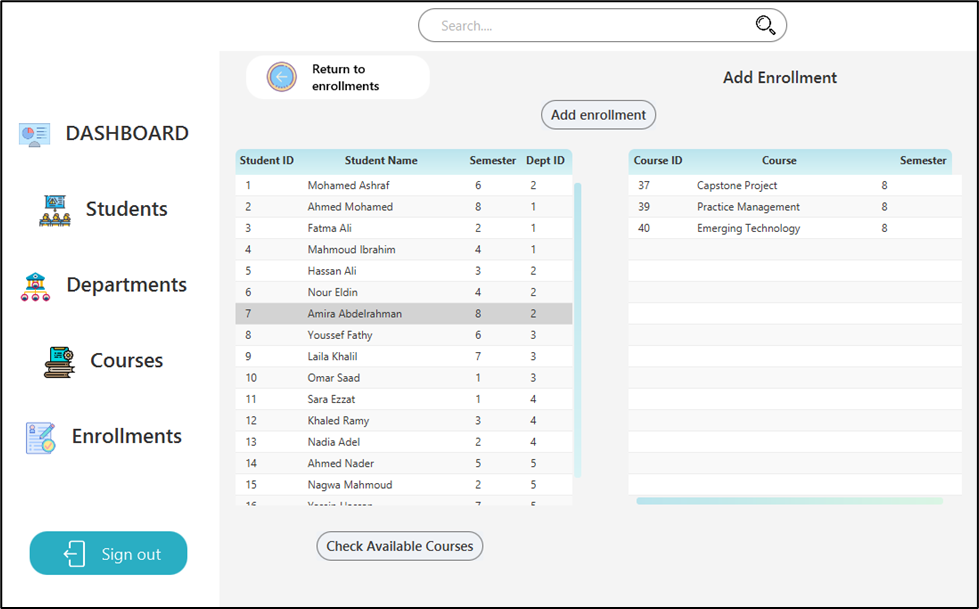 Search....
Return to
enrollments
Add Enrollment
Add enrollment
DASHBOARD
Students
Departments
Courses
Enrollments
Sign out
Student ID Student Name Semester Dept ID
1 Mohamed Ashraf 6 2
2 Ahmed Mohamed 8 1
3 Fatma Ali 2 1
4 Mahmoud Ibrahim 4 1
5 Hassan Ali 3 2
6 Nour Eldin 4 2
7 Amira Abdelrahman 8 2
8 Youssef Fathy 6 3
9 Laila Khalil 7 3
10 Omar Saad 1 3
11 Sara Ezzat 1 4
12 Khaled Ramy 3 4
13 Nadia Adel 2 4
14 Ahmed Nader 5 5
15 Nagwa Mahmoud 2 5
Course ID Course Semester
37 Capstone Project 8
39 Practice Management 8
40 Emerging Technology 8
Check Available Courses